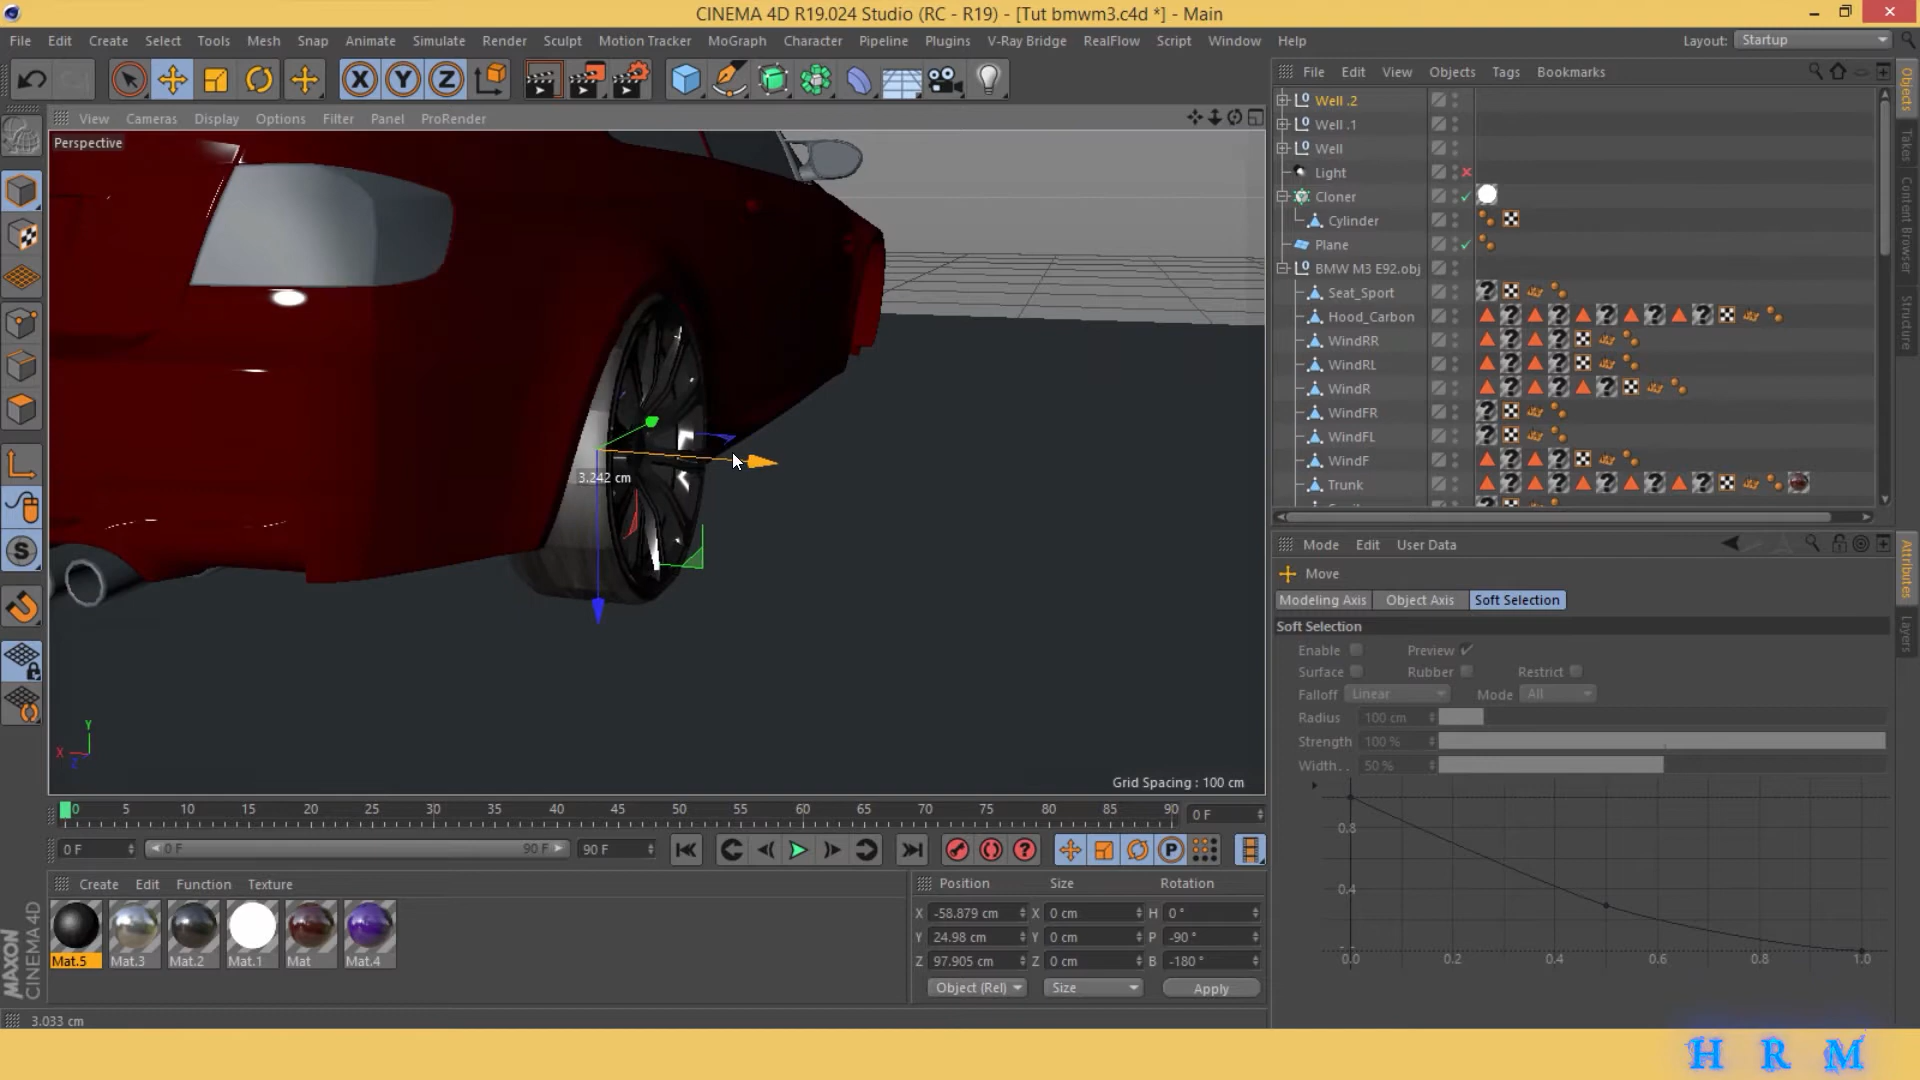 CINEMA 4D R19.024 Studio (RC - R19) - [Tut bmwm3.c4d *] - Main
File Edit Create Select Tools Mesh Snap Animate Simulate Render Sculpt Motion Tracker MoGraph Character Pipeline Plugins V-Ray Bridge RealFlow Script Window Help Layout: Startup
X Y Z
File Edit View Objects Tags Bookmarks
View Cameras Display Options Filter Panel ProRender
Perspective
Well .2
Well .1
Well
Light
Cloner
Cylinder
Plane
BMW M3 E92.obj
Seat_Sport
Hood_Carbon
WindRR
WindRL
WindR
WindFR
WindFL
WindF
Trunk
Objects
Takes
Content Browser
Structure
3.242 cm
Y
X
Z
Grid Spacing : 100 cm
Mode Edit User Data
Move
Modeling Axis Object Axis Soft Selection
Soft Selection
Enable Preview
Surface Rubber Restrict
Falloff Linear Mode All
Radius 100 cm
Strength 100 %
Width. . 50 %
0.8
0.4
0.0 0.2 0.4 0.6 0.8 1.0
Attributes
Layers
0 5 10 15 20 25 30 35 40 45 50 55 60 65 70 75 80 85 90 0 F
0 F 0 F 90 F 90 F
Create Edit Function Texture
Mat.5 Mat.3 Mat.2 Mat.1 Mat Mat.4
Position Size Rotation
X -58.879 cm X 0 cm H 0 °
Y 24.98 cm Y 0 cm P -90 °
Z 97.905 cm Z 0 cm B -180 °
Object (Rel) Size Apply
MAXON
CINEMA 4D
3.033 cm
H R M